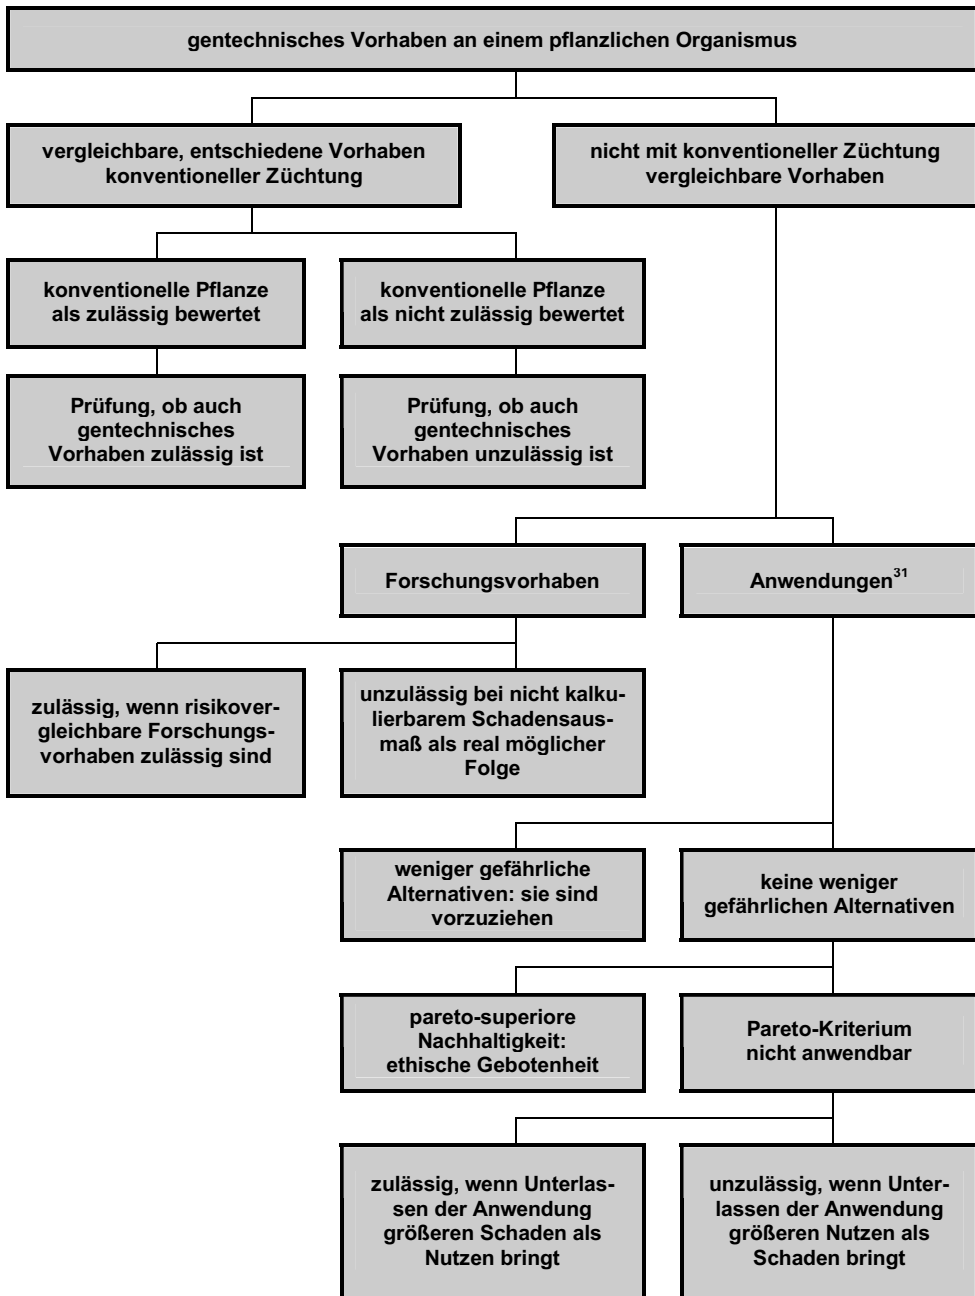 gentechnisches Vorhaben an einem pflanzlichen Organismus
vergleichbare, entschiedene Vorhaben
konventioneller Züchtung
nicht mit konventioneller Züchtung
vergleichbare Vorhaben
konventionelle Pflanze
als zulässig bewertet
konventionelle Pflanze
als nicht zulässig bewertet
Prüfung, ob auch
gentechnisches
Vorhaben zulässig ist
Prüfung, ob auch
gentechnisches
Vorhaben unzulässig ist
Forschungsvorhaben
Anwendungen³¹
zulässig, wenn risikover-
gleichbare Forschungs-
vorhaben zulässig sind
unzulässig bei nicht kalku-
lierbarem Schadensaus-
maß als real möglicher
Folge
weniger gefährliche
Alternativen: sie sind
vorzuziehen
keine weniger
gefährlichen Alternativen
pareto-superiore
Nachhaltigkeit:
ethische Gebotenheit
Pareto-Kriterium
nicht anwendbar
zulässig, wenn Unterlas-
sen der Anwendung
größeren Schaden als
Nutzen bringt
unzulässig, wenn Unter-
lassen der Anwendung
größeren Nutzen als
Schaden bringt